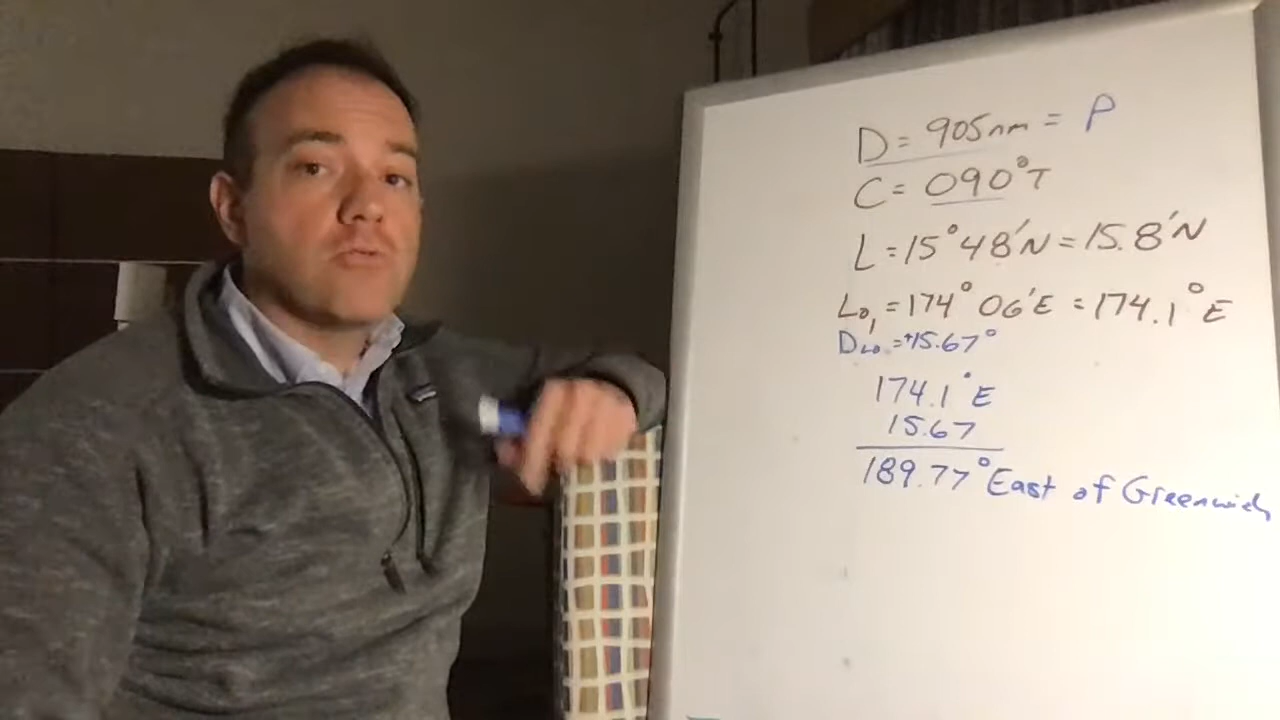 D = 905nm = P
C = 090°T
L = 15°48'N = 15.8'N
Lo₁ = 174° 06'E = 174.1°E
DLo = +15.67°
174.1°E
15.67
189.77° East of Greenwich